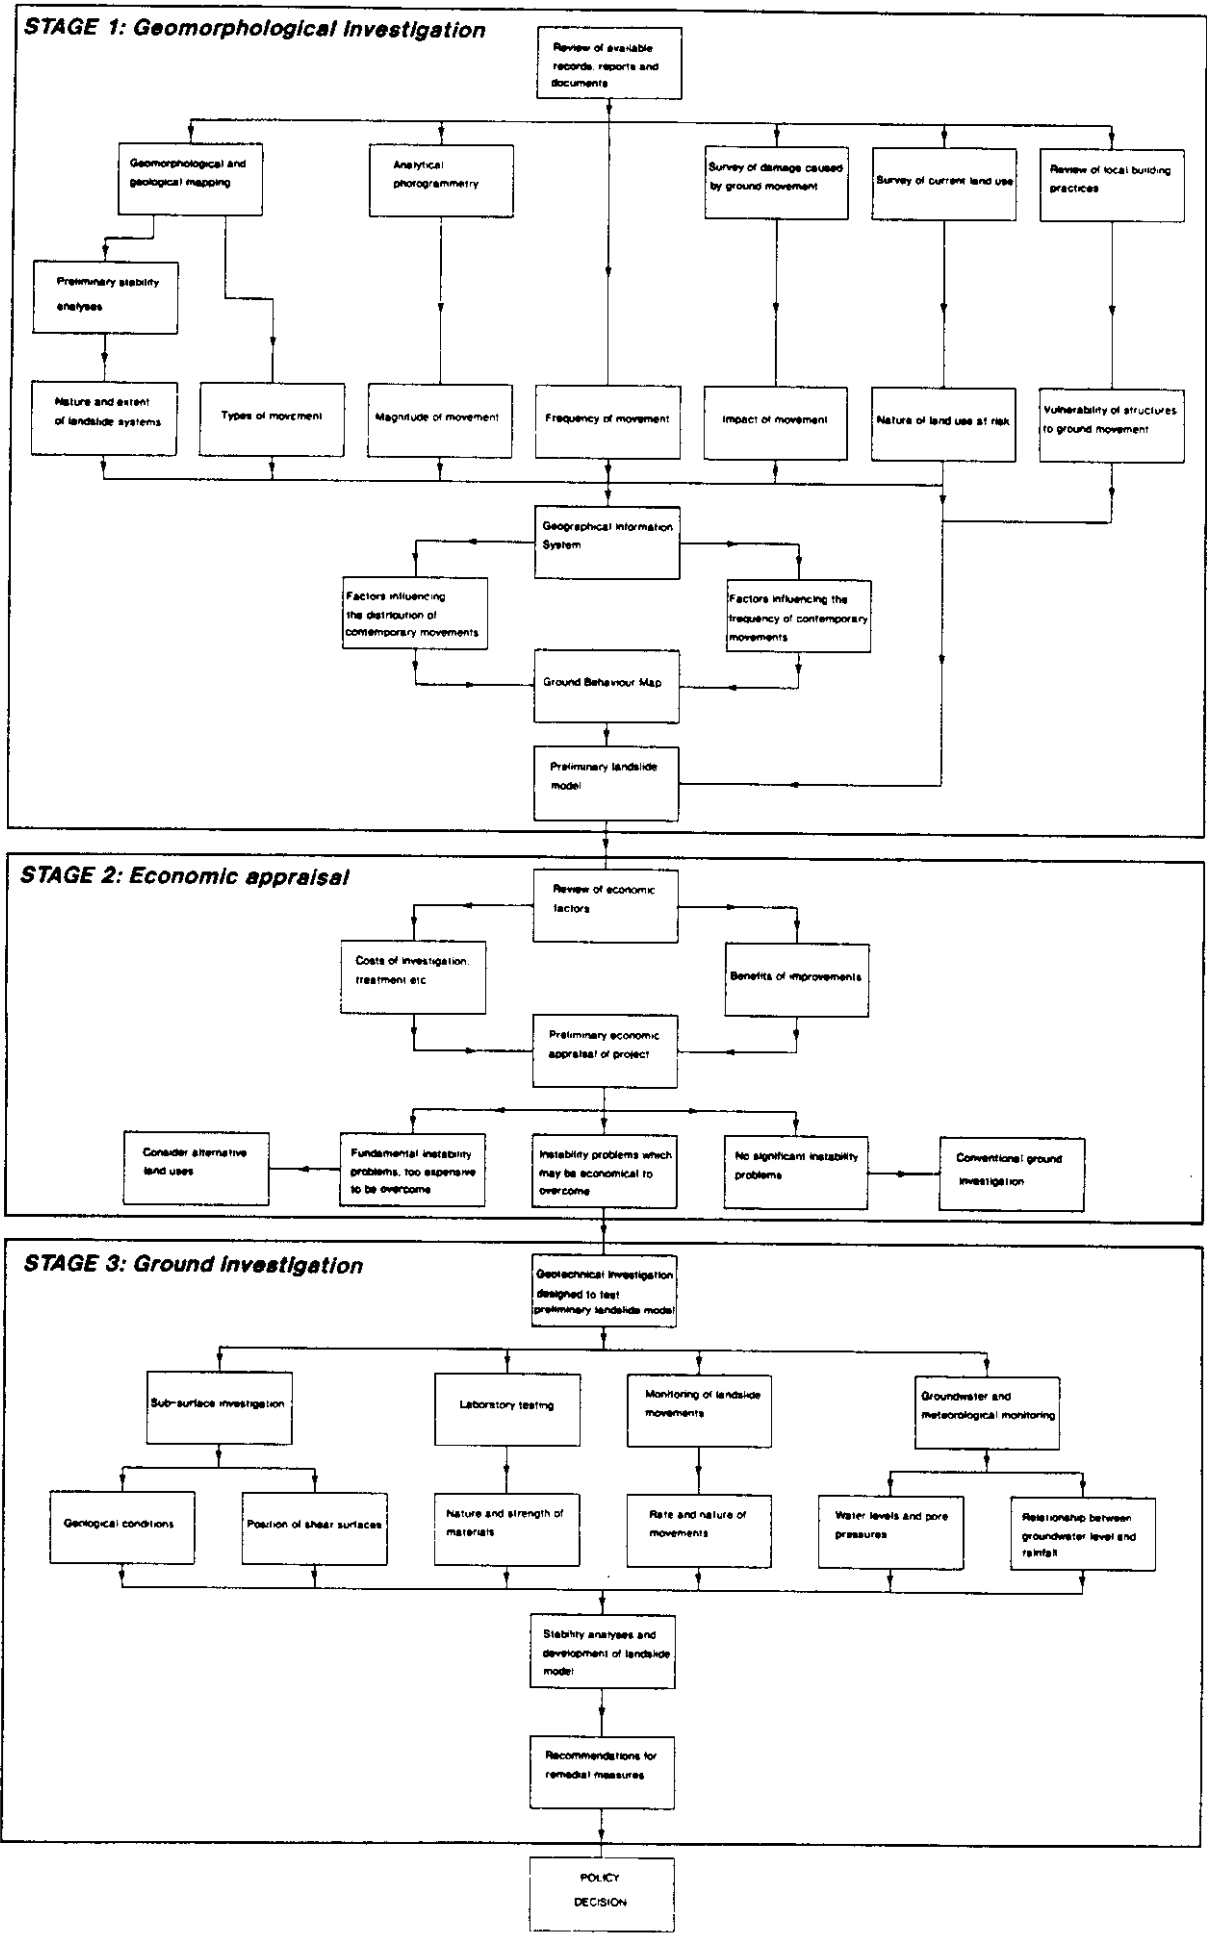 STAGE 1: Geomorphological investigation
Review of available
records, reports and
documents
Geomorphological and
geological mapping
Analytical
phorogrammetry
Survey of damage caused
by ground movement
Survey of current land use
Review of local building
practices
Preliminary stability
analyses
Nature and extent
of landslide systems
Types of movement
Magnitude of movement
Frequency of movement
Impact of movement
Nature of land use at risk
Vulnerability of structures
to ground movement
Geographical Information
System
Factors influencing
the distribution of
contemporary movements
Factors influencing the
frequency of contemporary
movements
Ground Behaviour Map
Preliminary landslide
model
STAGE 2: Economic appraisal
Review of economic
factors
Costs of investigation,
treatment etc
Benefits of improvements
Preliminary economic
appraisal of project
Consider alternative
land uses
Fundamental instability
problems, too expensive
to be overcome
Instability problems which
may be economical to
overcome
No significant instability
problems
Conventional ground
investigation
STAGE 3: Ground investigation
Geotechnical investigation
designed to test
preliminary landslide model
Sub-surface investigation
Laboratory testing
Monitoring of landslide
movements
Groundwater and
meteorological monitoring
Geological conditions
Position of shear surfaces
Nature and strength of
materials
Rate and nature of
movements
Water levels and pore
pressures
Relationship between
groundwater level and
rainfall
Stability analyses and
development of landslide
model
Recommendations for
remedial measures
POLICY
DECISION